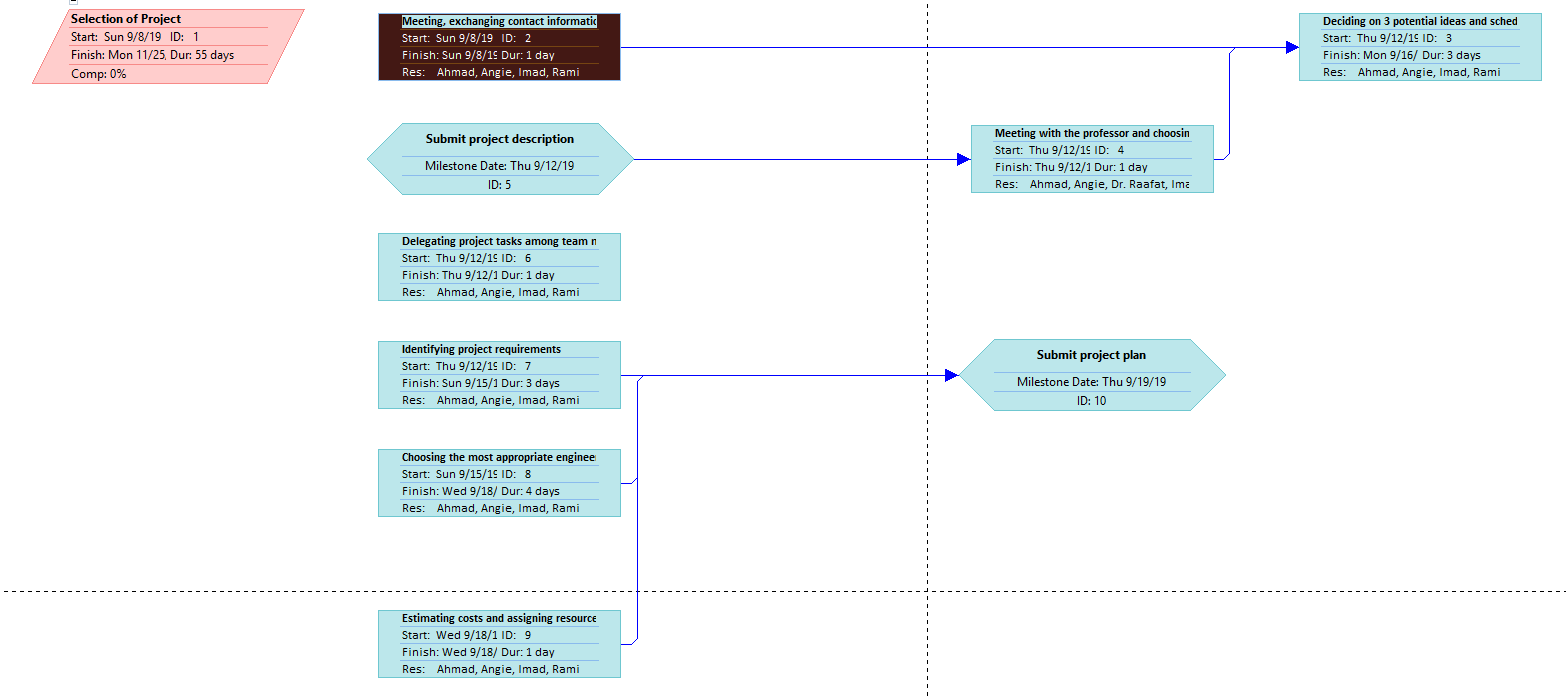 Selection of Project
Start: Sun 9/8/19 ID: 1
Finish: Mon 11/25, Dur: 55 days
Comp: 0%
Meeting, exchanging contact informatic
Start: Sun 9/8/19 ID: 2
Finish: Sun 9/8/19 Dur: 1 day
Res: Ahmad, Angie, Imad, Rami
Deciding on 3 potential ideas and sched
Start: Thu 9/12/19 ID: 3
Finish: Mon 9/16/ Dur: 3 days
Res: Ahmad, Angie, Imad, Rami
Submit project description
Milestone Date: Thu 9/12/19
ID: 5
Meeting with the professor and choosin
Start: Thu 9/12/19 ID: 4
Finish: Thu 9/12/1 Dur: 1 day
Res: Ahmad, Angie, Dr. Raafat, Ima
Delegating project tasks among team n
Start: Thu 9/12/19 ID: 6
Finish: Thu 9/12/1 Dur: 1 day
Res: Ahmad, Angie, Imad, Rami
Identifying project requirements
Start: Thu 9/12/19 ID: 7
Finish: Sun 9/15/1 Dur: 3 days
Res: Ahmad, Angie, Imad, Rami
Submit project plan
Milestone Date: Thu 9/19/19
ID: 10
Choosing the most appropriate enginee
Start: Sun 9/15/19 ID: 8
Finish: Wed 9/18/ Dur: 4 days
Res: Ahmad, Angie, Imad, Rami
Estimating costs and assigning resource
Start: Wed 9/18/1 ID: 9
Finish: Wed 9/18/ Dur: 1 day
Res: Ahmad, Angie, Imad, Rami